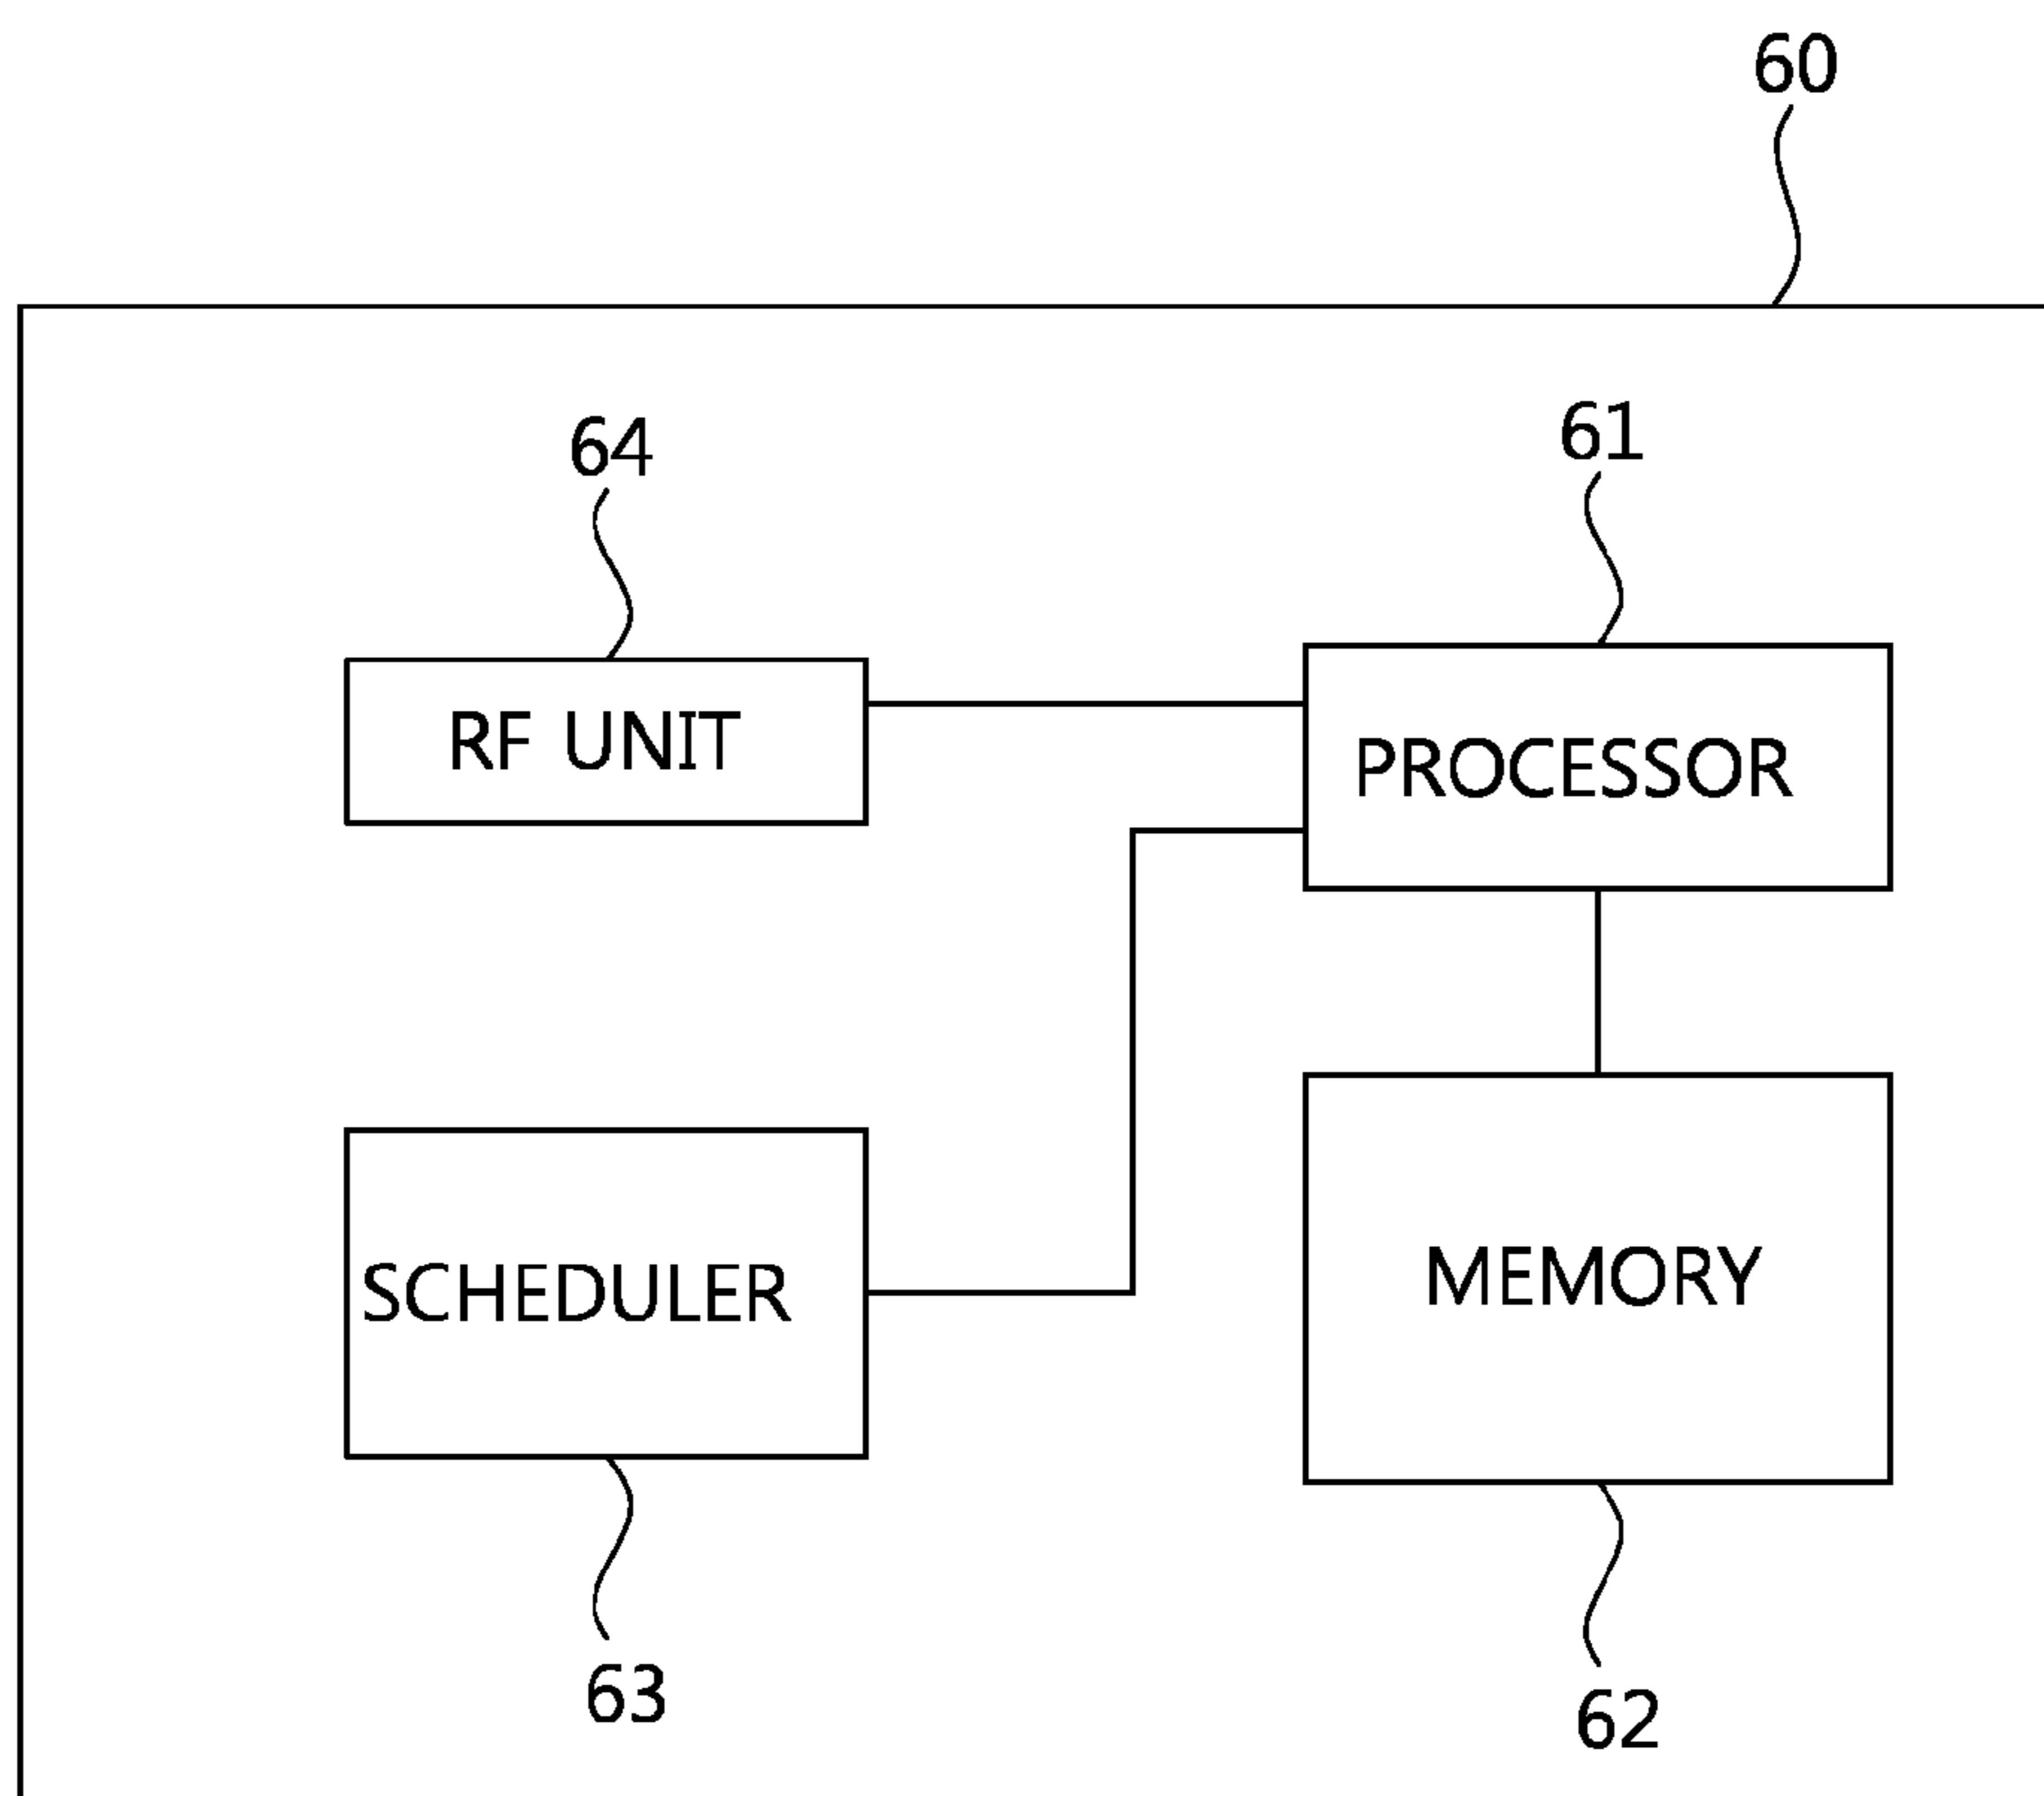 60
64
61
RF UNIT
PROCESSOR
SCHEDULER
MEMORY
63
62